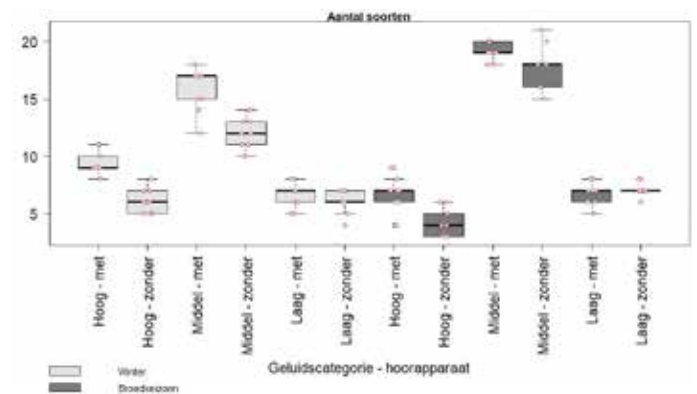 Aantal soorten
20
15
10
5
Hoog - met
Hoog - zonder
Middel - met
Middel - zonder
Laag - met
Laag - zonder
Hoog - met
Hoog - zonder
Middel - met
Middel - zonder
Laag - met
Laag - zonder
Geluidscategorie - hoorapparaat
Winter
Broedseizoen